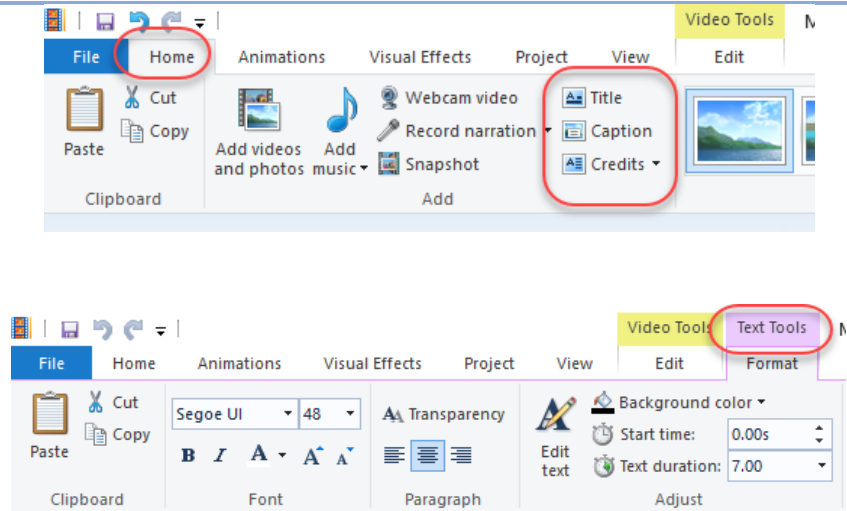 Video Tools M
File Home Animations Visual Effects Project View Edit
Cut
Copy
Paste
Clipboard
Add videos
and photos
Add
music
Webcam video
Record narration
Snapshot
Title
Caption
Credits
Add
Video Tools Text Tools M
File Home Animations Visual Effects Project View Edit Format
Cut
Copy
Paste
Clipboard
Segoe UI 48
B I A A A
Font
AA Transparency
Paragraph
Edit
text
Background color
Start time: 0.00s
Text duration: 7.00
Adjust